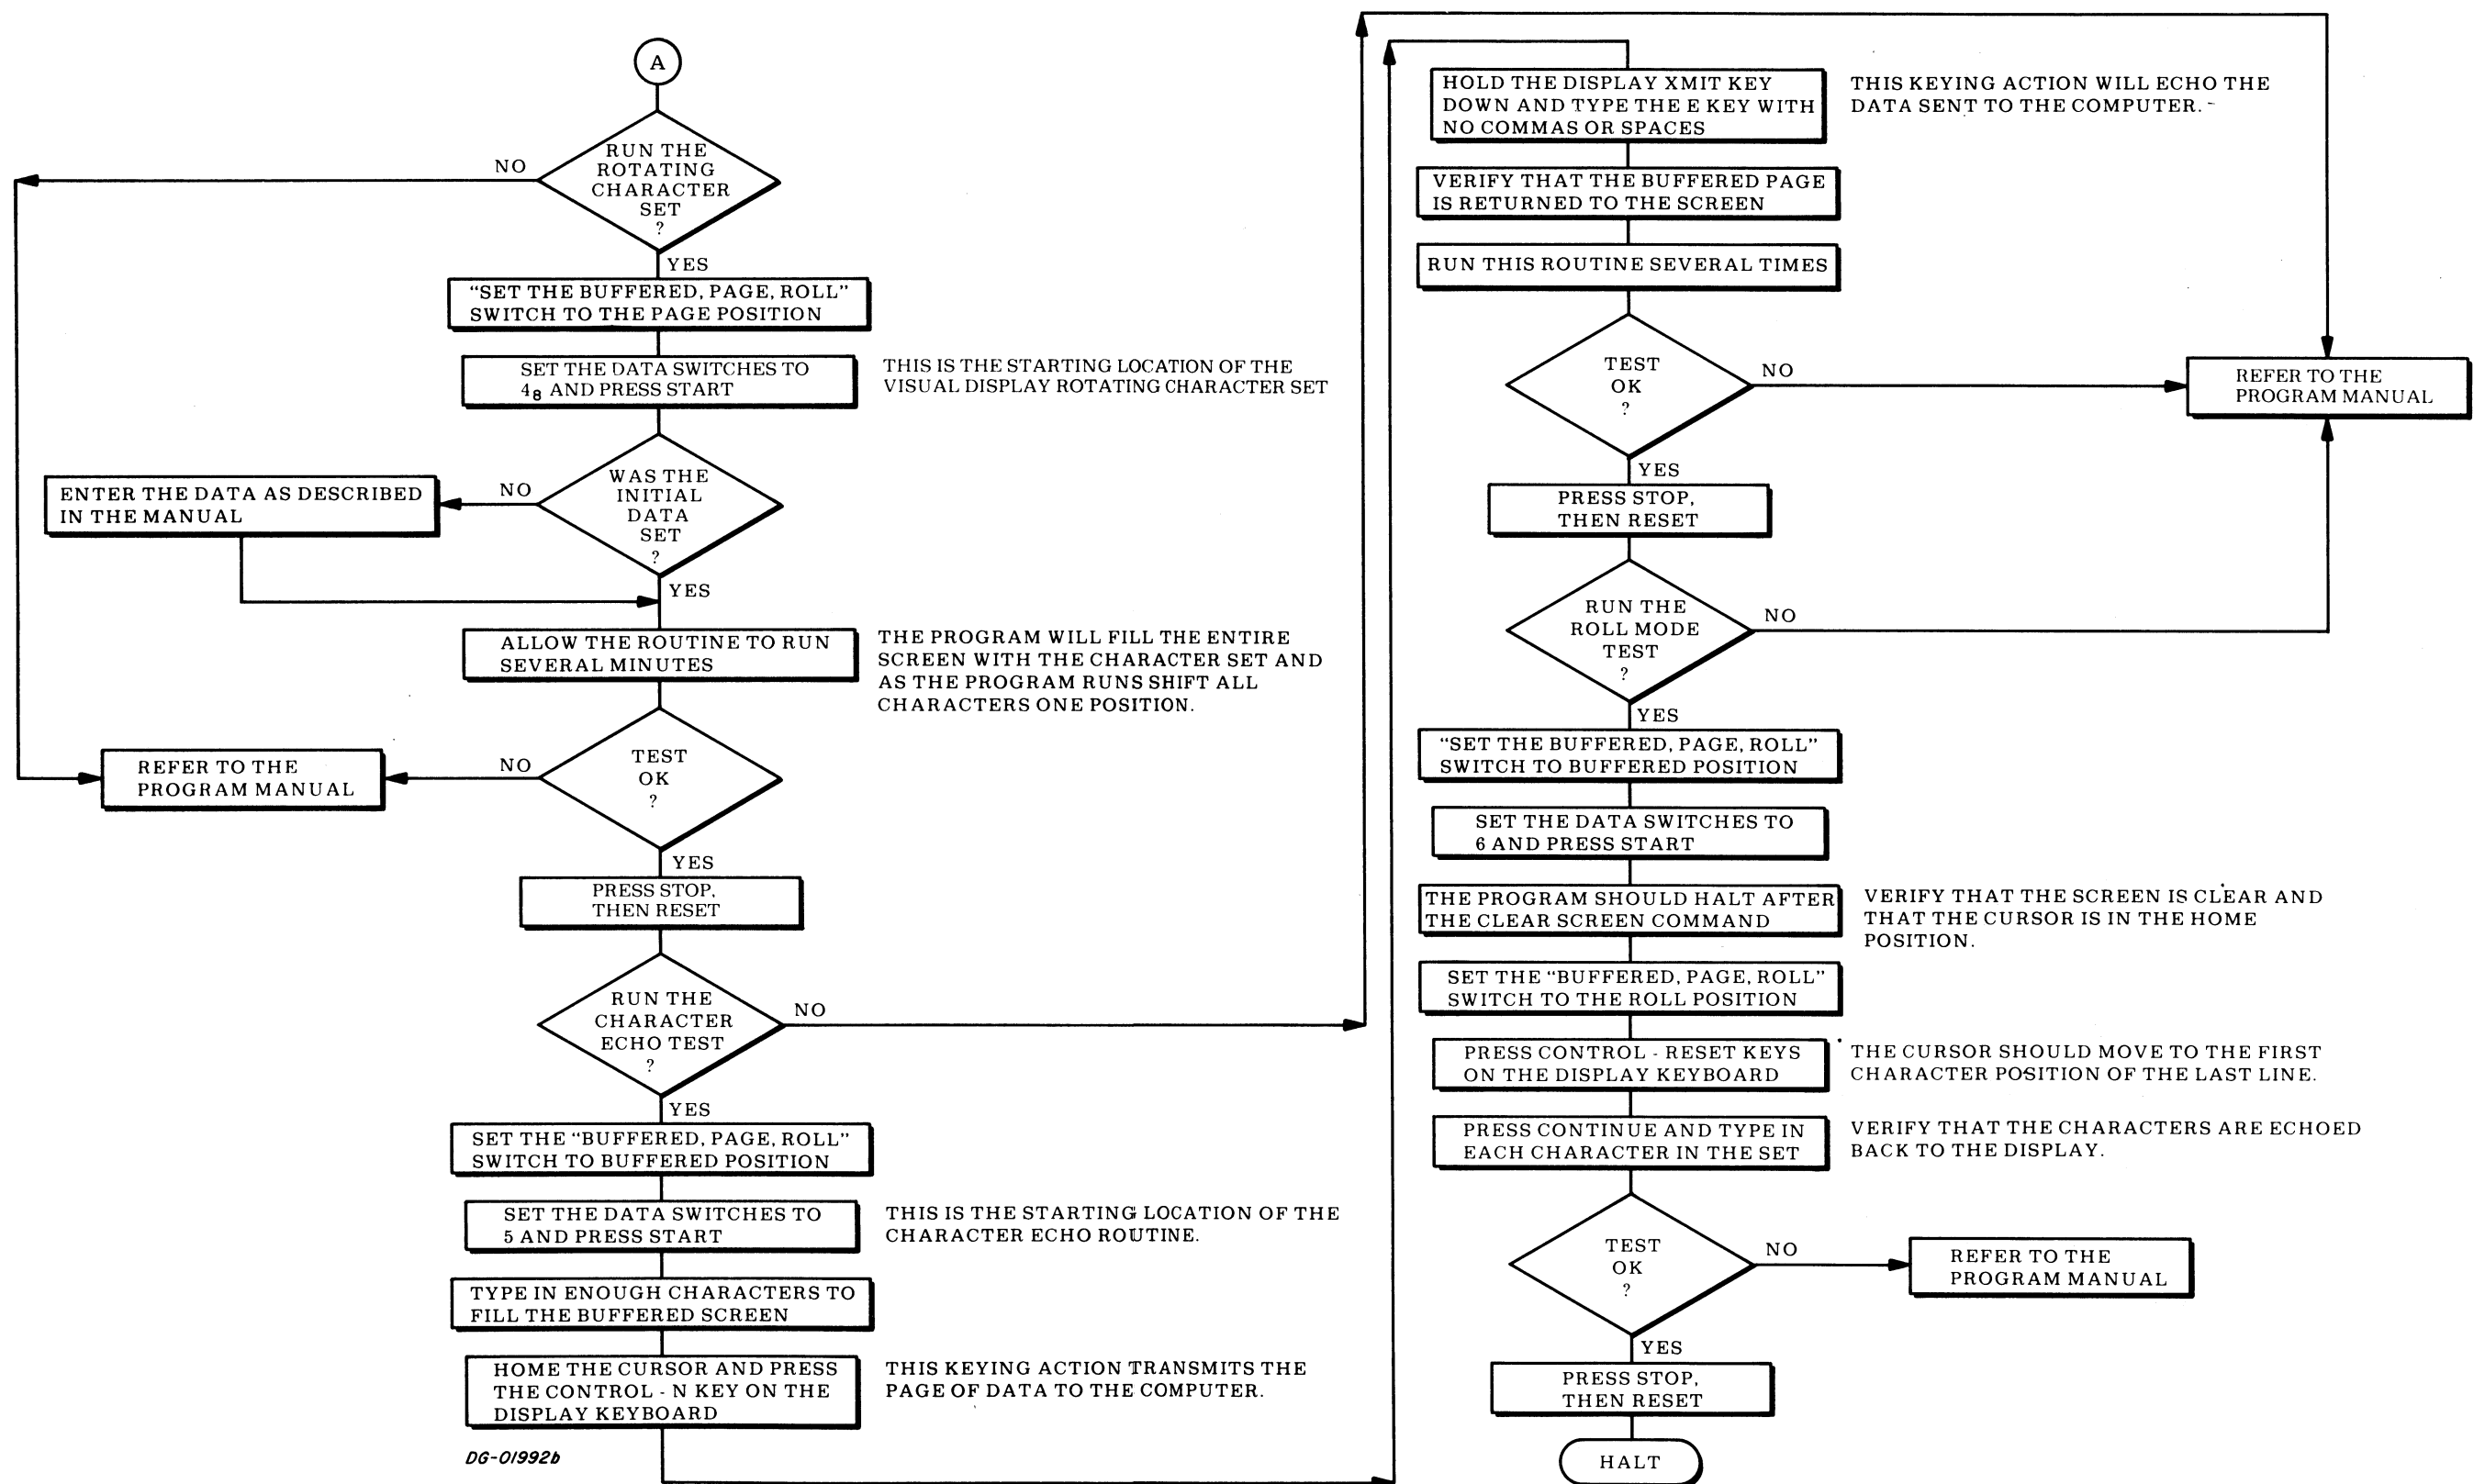 A
RUN THE
ROTATING
CHARACTER
SET
?
NO
YES
"SET THE BUFFERED, PAGE, ROLL"
SWITCH TO THE PAGE POSITION
SET THE DATA SWITCHES TO
4₈ AND PRESS START
THIS IS THE STARTING LOCATION OF THE
VISUAL DISPLAY ROTATING CHARACTER SET
WAS THE
INITIAL
DATA
SET
?
NO
ENTER THE DATA AS DESCRIBED
IN THE MANUAL
YES
ALLOW THE ROUTINE TO RUN
SEVERAL MINUTES
THE PROGRAM WILL FILL THE ENTIRE
SCREEN WITH THE CHARACTER SET AND
AS THE PROGRAM RUNS SHIFT ALL
CHARACTERS ONE POSITION.
TEST
OK
?
NO
REFER TO THE
PROGRAM MANUAL
YES
PRESS STOP,
THEN RESET
RUN THE
CHARACTER
ECHO TEST
?
NO
YES
SET THE "BUFFERED, PAGE, ROLL"
SWITCH TO BUFFERED POSITION
SET THE DATA SWITCHES TO
5 AND PRESS START
THIS IS THE STARTING LOCATION OF THE
CHARACTER ECHO ROUTINE.
TYPE IN ENOUGH CHARACTERS TO
FILL THE BUFFERED SCREEN
HOME THE CURSOR AND PRESS
THE CONTROL - N KEY ON THE
DISPLAY KEYBOARD
THIS KEYING ACTION TRANSMITS THE
PAGE OF DATA TO THE COMPUTER.
DG-01992b
HOLD THE DISPLAY XMIT KEY
DOWN AND TYPE THE E KEY WITH
NO COMMAS OR SPACES
THIS KEYING ACTION WILL ECHO THE
DATA SENT TO THE COMPUTER.
VERIFY THAT THE BUFFERED PAGE
IS RETURNED TO THE SCREEN
RUN THIS ROUTINE SEVERAL TIMES
TEST
OK
?
NO
REFER TO THE
PROGRAM MANUAL
YES
PRESS STOP,
THEN RESET
RUN THE
ROLL MODE
TEST
?
NO
YES
"SET THE BUFFERED, PAGE, ROLL"
SWITCH TO BUFFERED POSITION
SET THE DATA SWITCHES TO
6 AND PRESS START
THE PROGRAM SHOULD HALT AFTER
THE CLEAR SCREEN COMMAND
VERIFY THAT THE SCREEN IS CLEAR AND
THAT THE CURSOR IS IN THE HOME
POSITION.
SET THE "BUFFERED, PAGE, ROLL"
SWITCH TO THE ROLL POSITION
PRESS CONTROL - RESET KEYS
ON THE DISPLAY KEYBOARD
THE CURSOR SHOULD MOVE TO THE FIRST
CHARACTER POSITION OF THE LAST LINE.
PRESS CONTINUE AND TYPE IN
EACH CHARACTER IN THE SET
VERIFY THAT THE CHARACTERS ARE ECHOED
BACK TO THE DISPLAY.
TEST
OK
?
NO
REFER TO THE
PROGRAM MANUAL
YES
PRESS STOP,
THEN RESET
HALT